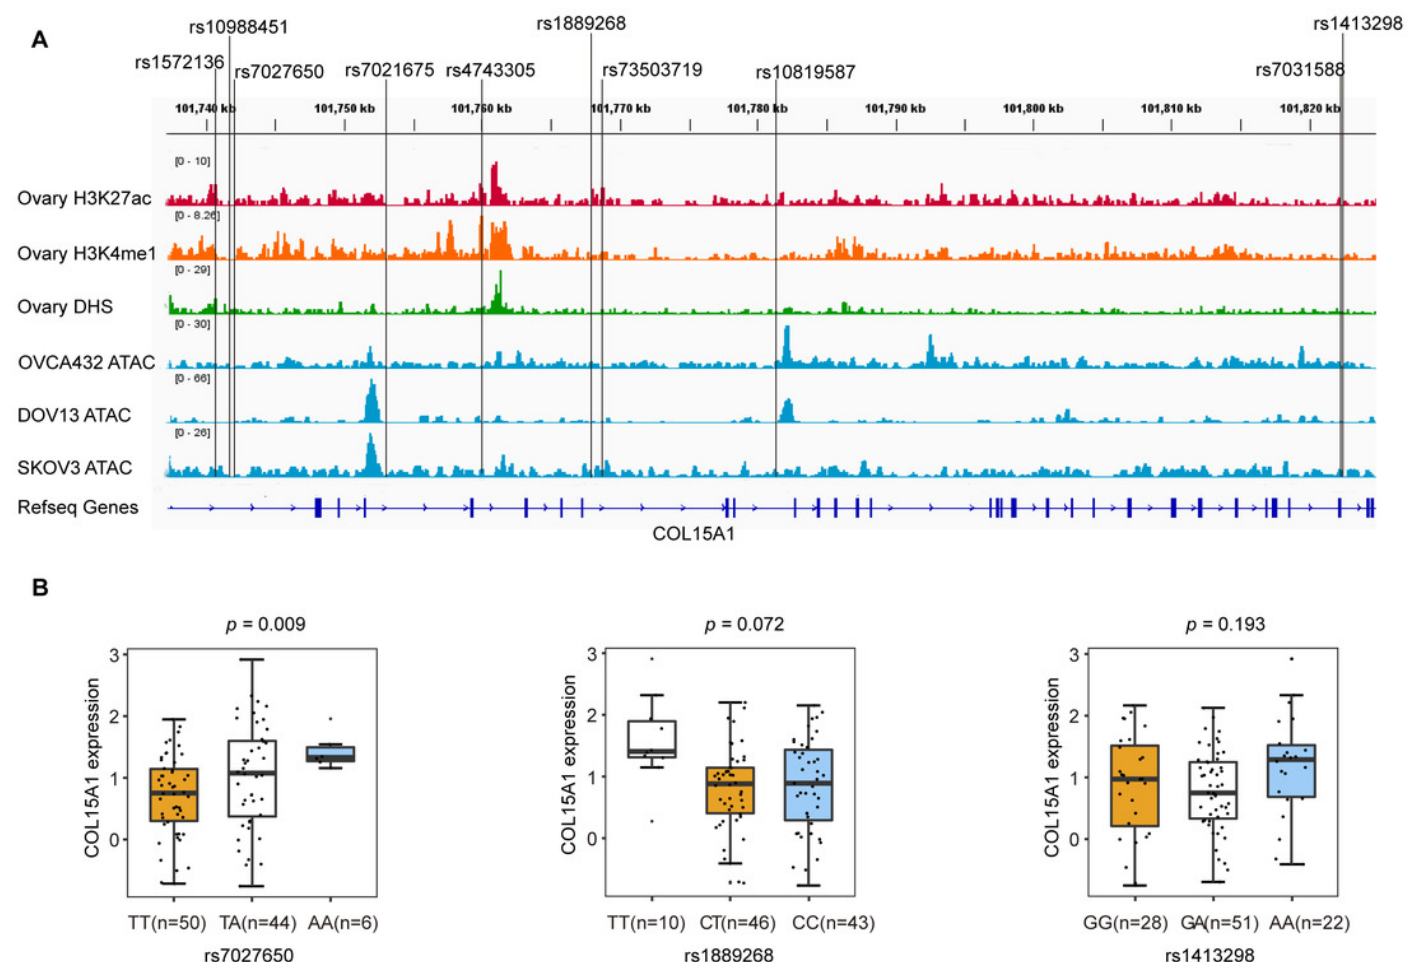 A
rs10988451
rs1889268
rs1413298
rs1572136
rs7027650
rs7021675
rs4743305
rs73503719
rs10819587
rs7031588
101,740 kb
101,750 kb
101,760 kb
101,770 kb
101,780 kb
101,790 kb
101,800 kb
101,810 kb
101,820 kb
[0 - 10]
Ovary H3K27ac
[0 - 8.26]
Ovary H3K4me1
[0 - 29]
Ovary DHS
[0 - 30]
OVCA432 ATAC
[0 - 66]
DOV13 ATAC
[0 - 26]
SKOV3 ATAC
Refseq Genes
COL15A1
B
p = 0.009
COL15A1 expression
3
2
1
0
TT(n=50) TA(n=44) AA(n=6)
rs7027650
p = 0.072
COL15A1 expression
3
2
1
0
TT(n=10) CT(n=46) CC(n=43)
rs1889268
p = 0.193
COL15A1 expression
3
2
1
0
GG(n=28) GA(n=51) AA(n=22)
rs1413298